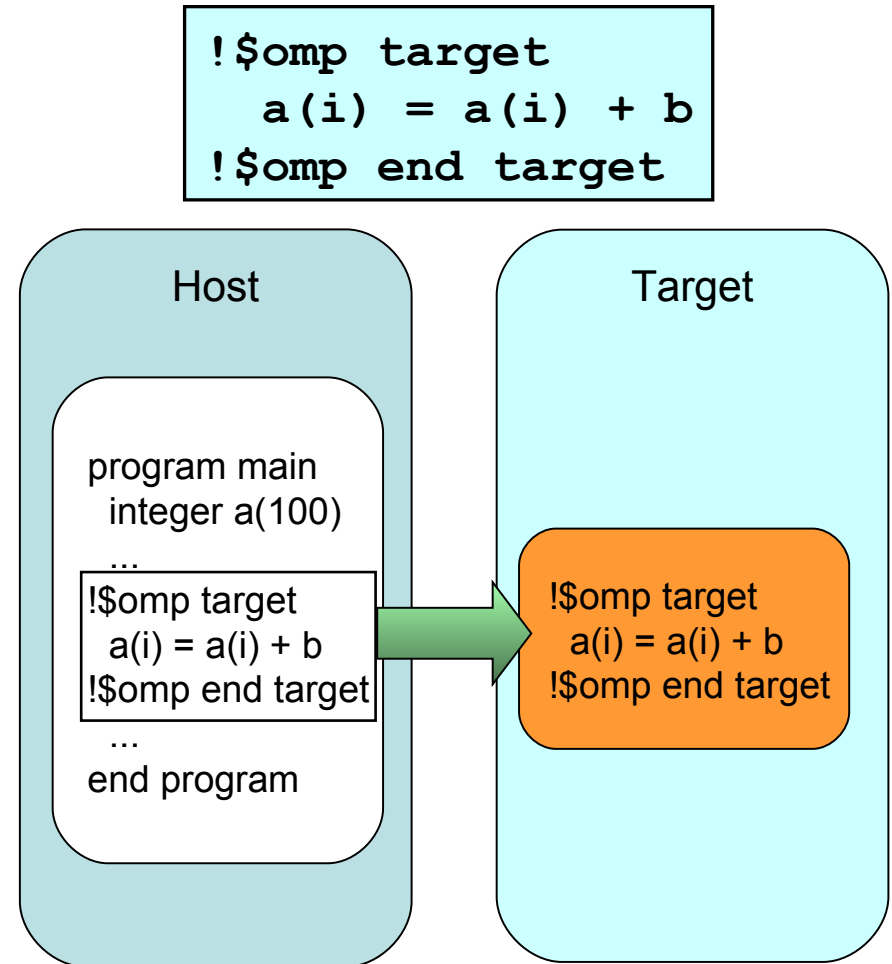 !$omp target
a(i) = a(i) + b
!$omp end target
Host
program main
integer a(100)
...
!$omp target
a(i) = a(i) + b
!$omp end target
...
end program
Target
!$omp target
a(i) = a(i) + b
!$omp end target